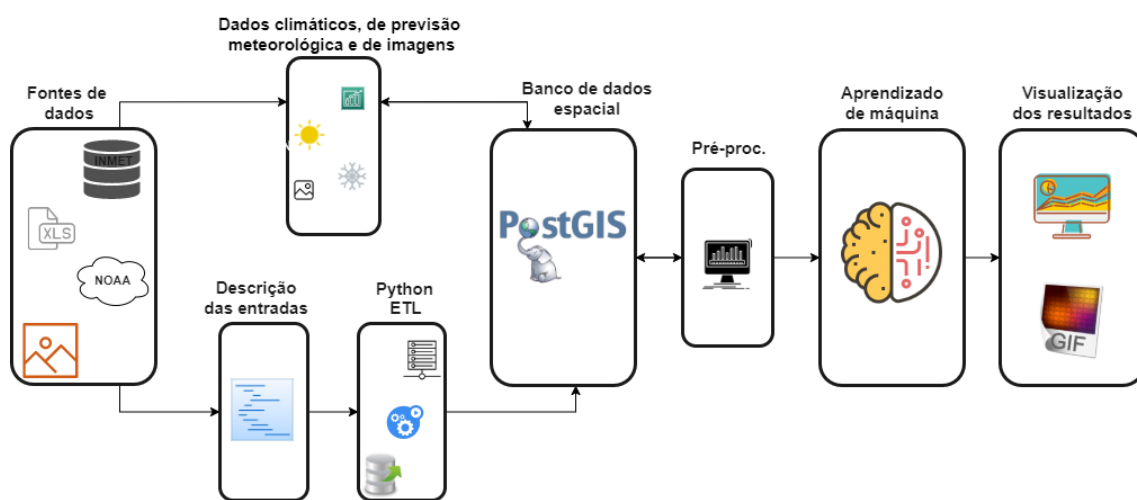 Dados climáticos, de previsão
meteorológica e de imagens
Fontes de
dados
INMET
XLS
NOAA
Descrição
das entradas
Python
ETL
Banco de dados
espacial
PostGIS
Pré-proc.
Aprendizado
de máquina
Visualização
dos resultados
GIF